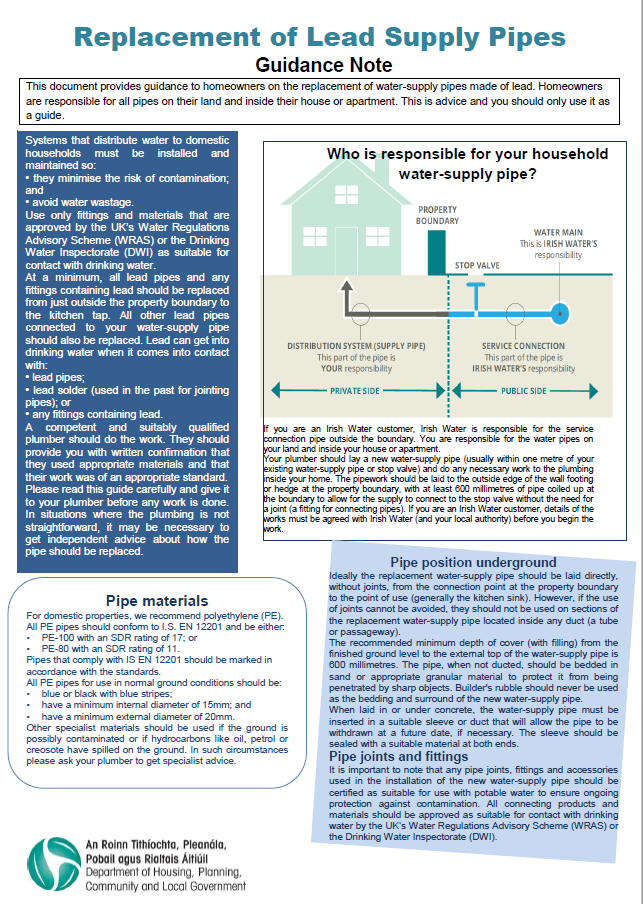 Replacement of Lead Supply Pipes
Guidance Note
This document provides guidance to homeowners on the replacement of water-supply pipes made of lead. Homeowners
are responsible for all pipes on their land and inside their house or apartment. This is advice and you should only use it as
a guide.
Systems that distribute water to domestic
households must be installed and
maintained so:
• they minimise the risk of contamination;
and
• avoid water wastage.
Use only fittings and materials that are
approved by the UK's Water Regulations
Advisory Scheme (WRAS) or the Drinking
Water Inspectorate (DWI) as suitable for
contact with drinking water.
At a minimum, all lead pipes and any
fittings containing lead should be replaced
from just outside the property boundary to
the kitchen tap. All other lead pipes
connected to your water-supply pipe
should also be replaced. Lead can get into
drinking water when it comes into contact
with:
• lead pipes;
• lead solder (used in the past for jointing
pipes); or
• any fittings containing lead.
A competent and suitably qualified
plumber should do the work. They should
provide you with written confirmation that
they used appropriate materials and that
their work was of an appropriate standard.
Please read this guide carefully and give it
to your plumber before any work is done.
In situations where the plumbing is not
straightforward, it may be necessary to
get independent advice about how the
pipe should be replaced.
Who is responsible for your household
water-supply pipe?
PROPERTY
BOUNDARY
WATER MAIN
This is IRISH WATER'S
responsibility
STOP VALVE
DISTRIBUTION SYSTEM (SUPPLY PIPE)
This part of the pipe is
YOUR responsibility
SERVICE CONNECTION
This part of the pipe is
IRISH WATER'S responsibility
PRIVATE SIDE
PUBLIC SIDE
If you are an Irish Water customer, Irish Water is responsible for the service
connection pipe outside the boundary. You are responsible for the water pipes on
your land and inside your house or apartment.
Your plumber should lay a new water-supply pipe (usually within one metre of your
existing water-supply pipe or stop valve) and do any necessary work to the plumbing
inside your home. The pipework should be laid to the outside edge of the wall footing
or hedge at the property boundary, with at least 600 millimetres of pipe coiled up at
the boundary to allow for the supply to connect to the stop valve without the need for
a joint (a fitting for connecting pipes). If you are an Irish Water customer, details of the
works must be agreed with Irish Water (and your local authority) before you begin the
work.
Pipe materials
For domestic properties, we recommend polyethylene (PE).
All PE pipes should conform to I.S. EN 12201 and be either:
• PE-100 with an SDR rating of 17; or
• PE-80 with an SDR rating of 11.
Pipes that comply with IS EN 12201 should be marked in
accordance with the standards.
All PE pipes for use in normal ground conditions should be:
• blue or black with blue stripes;
• have a minimum internal diameter of 15mm; and
• have a minimum external diameter of 20mm.
Other specialist materials should be used if the ground is
possibly contaminated or if hydrocarbons like oil, petrol or
creosote have spilled on the ground. In such circumstances
please ask your plumber to get specialist advice.
Pipe position underground
Ideally the replacement water-supply pipe should be laid directly,
without joints, from the connection point at the property boundary
to the point of use (generally the kitchen sink). However, if the use
of joints cannot be avoided, they should not be used on sections of
the replacement water-supply pipe located inside any duct (a tube
or passageway).
The recommended minimum depth of cover (with filling) from the
finished ground level to the external top of the water-supply pipe is
600 millimetres. The pipe, when not ducted, should be bedded in
sand or appropriate granular material to protect it from being
penetrated by sharp objects. Builder's rubble should never be used
as the bedding and surround of the new water-supply pipe.
When laid in or under concrete, the water-supply pipe must be
inserted in a suitable sleeve or duct that will allow the pipe to be
withdrawn at a future date, if necessary. The sleeve should be
sealed with a suitable material at both ends.
Pipe joints and fittings
It is important to note that any pipe joints, fittings and accessories
used in the installation of the new water-supply pipe should be
certified as suitable for use with potable water to ensure ongoing
protection against contamination. All connecting products and
materials should be approved as suitable for contact with drinking
water by the UK's Water Regulations Advisory Scheme (WRAS) or
the Drinking Water Inspectorate (DWI).
An Roinn Tithíochta, Pleanála,
Pobail agus Rialtais Áitiúil
Department of Housing, Planning,
Community and Local Government